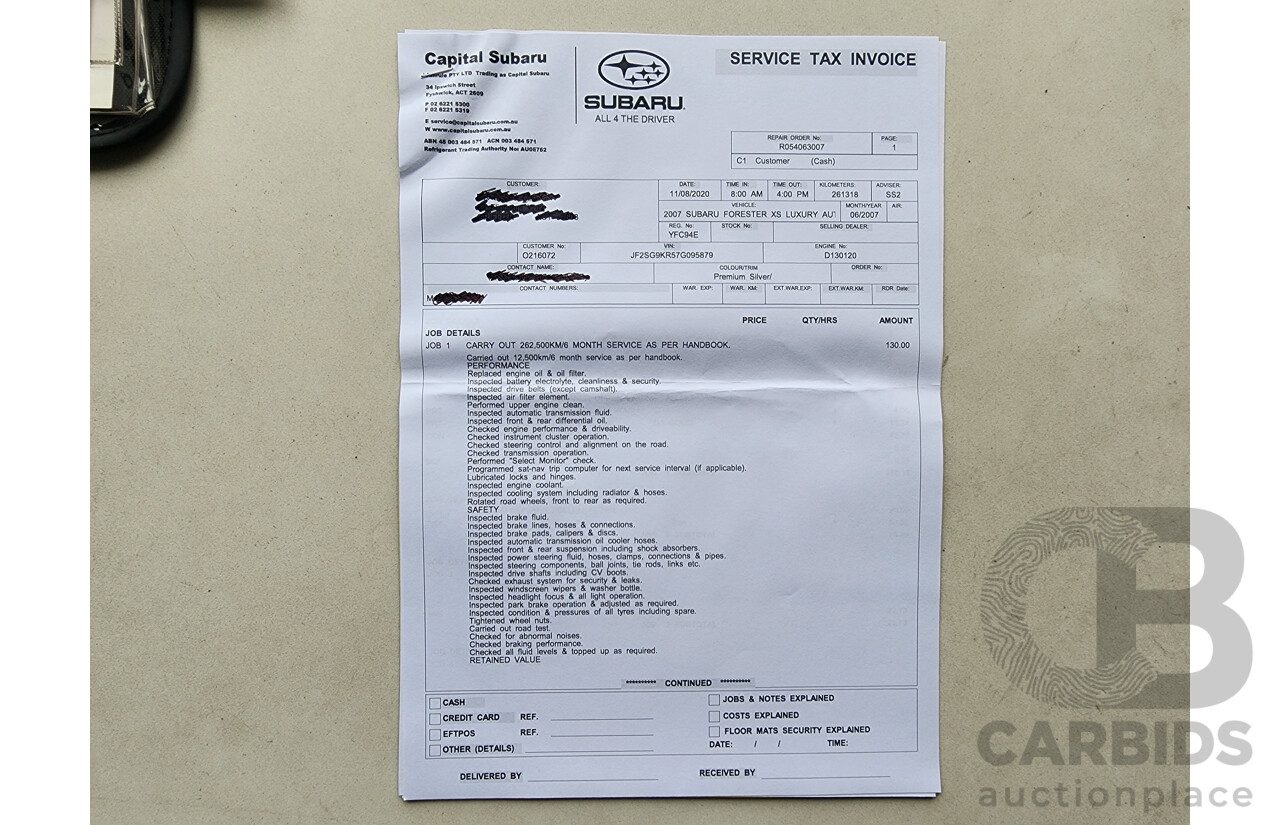 Capital Subaru
PTY LTD Trading as Capital Subaru
34 Ipswich Street
Fyshwick, ACT 2609
P 02 6221 5300
F 02 6221 5319
E service@capitalsubaru.com.au
W www.capitalsubaru.com.au
ABN 48 003 484 571 ACN 003 484 571
Refrigerant Trading Authority No: AU06762
SUBARU.
ALL 4 THE DRIVER
SERVICE TAX INVOICE
REPAIR ORDER No: PAGE:
R054063007 1
C1 Customer (Cash)
CUSTOMER: DATE: TIME IN: TIME OUT: KILOMETERS: ADVISER:
11/08/2020 8:00 AM 4:00 PM 261318 SS2
VEHICLE: MONTH/YEAR AIR:
2007 SUBARU FORESTER XS LUXURY AUT 06/2007
REG. No: STOCK No: SELLING DEALER:
YFC94E
CUSTOMER No: VIN: ENGINE No:
O216072 JF2SG9KR57G095879 D130120
CONTACT NAME: COLOUR/TRIM ORDER No:
Premium Silver/
CONTACT NUMBERS: WAR. EXP: WAR. KM: EXT.WAR.EXP: EXT.WAR.KM: RDR Date:
M
PRICE QTY/HRS AMOUNT
JOB DETAILS
JOB 1 CARRY OUT 262,500KM/6 MONTH SERVICE AS PER HANDBOOK. 130.00
Carried out 12,500km/6 month service as per handbook.
PERFORMANCE
Replaced engine oil & oil filter.
Inspected battery electrolyte, cleanliness & security.
Inspected drive belts (except camshaft).
Inspected air filter element.
Performed upper engine clean.
Inspected automatic transmission fluid.
Inspected front & rear differential oil.
Checked engine performance & driveability.
Checked instrument cluster operation.
Checked steering control and alignment on the road.
Checked transmission operation.
Performed "Select Monitor" check.
Programmed sat-nav trip computer for next service interval (if applicable).
Lubricated locks and hinges.
Inspected engine coolant.
Inspected cooling system including radiator & hoses.
Rotated road wheels, front to rear as required.
SAFETY
Inspected brake fluid.
Inspected brake lines, hoses & connections.
Inspected brake pads, calipers & discs.
Inspected automatic transmission oil cooler hoses.
Inspected front & rear suspension including shock absorbers.
Inspected power steering fluid, hoses, clamps, connections & pipes.
Inspected steering components, ball joints, tie rods, links etc.
Inspected drive shafts including CV boots.
Checked exhaust system for security & leaks.
Inspected windscreen wipers & washer bottle.
Inspected headlight focus & all light operation.
Inspected park brake operation & adjusted as required.
Inspected condition & pressures of all tyres including spare.
Tightened wheel nuts.
Carried out road test.
Checked for abnormal noises.
Checked braking performance.
Checked all fluid levels & topped up as required.
RETAINED VALUE
********** CONTINUED **********
CASH
CREDIT CARD REF.
EFTPOS REF.
OTHER (DETAILS)
JOBS & NOTES EXPLAINED
COSTS EXPLAINED
FLOOR MATS SECURITY EXPLAINED
DATE: / / TIME:
DELIVERED BY RECEIVED BY
CB
CARBIDS
auctionplace